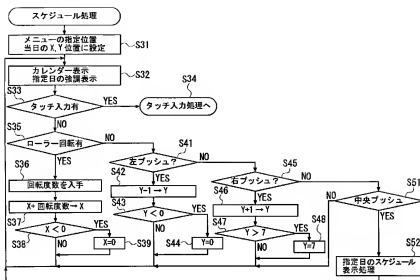 スケジュール処理
メニューの指定位置
当日のX,Y位置に設定
S31
カレンダー表示
指定日の強調表示
S32
S33
タッチ入力有
YES
S34
タッチ入力処理へ
NO
S35
ローラー回転有
NO
YES
S36
回転度数を入手
S37
X+回転度数→X
S38
X<0
YES
NO
X=0
S39
S41
左プッシュ?
NO
YES
S42
Y-1→Y
S43
Y<0
YES
NO
S44
Y=0
S45
右プッシュ?
NO
YES
S46
Y+1→Y
S47
Y>7
YES
NO
S48
Y=7
S51
中央プッシュ
NO
YES
S52
指定日のスケジュール
表示処理